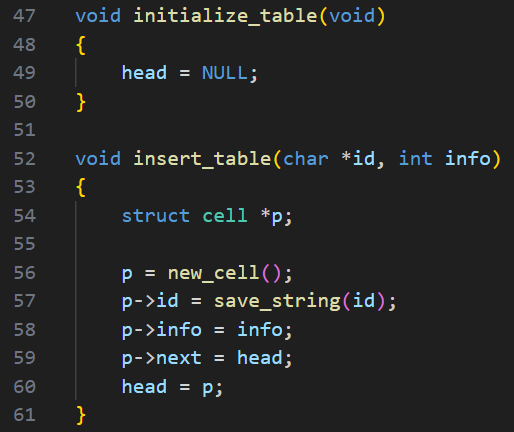 47 void initialize_table(void)
48 {
49     head = NULL;
50 }
51
52 void insert_table(char *id, int info)
53 {
54     struct cell *p;
55
56     p = new_cell();
57     p->id = save_string(id);
58     p->info = info;
59     p->next = head;
60     head = p;
61 }